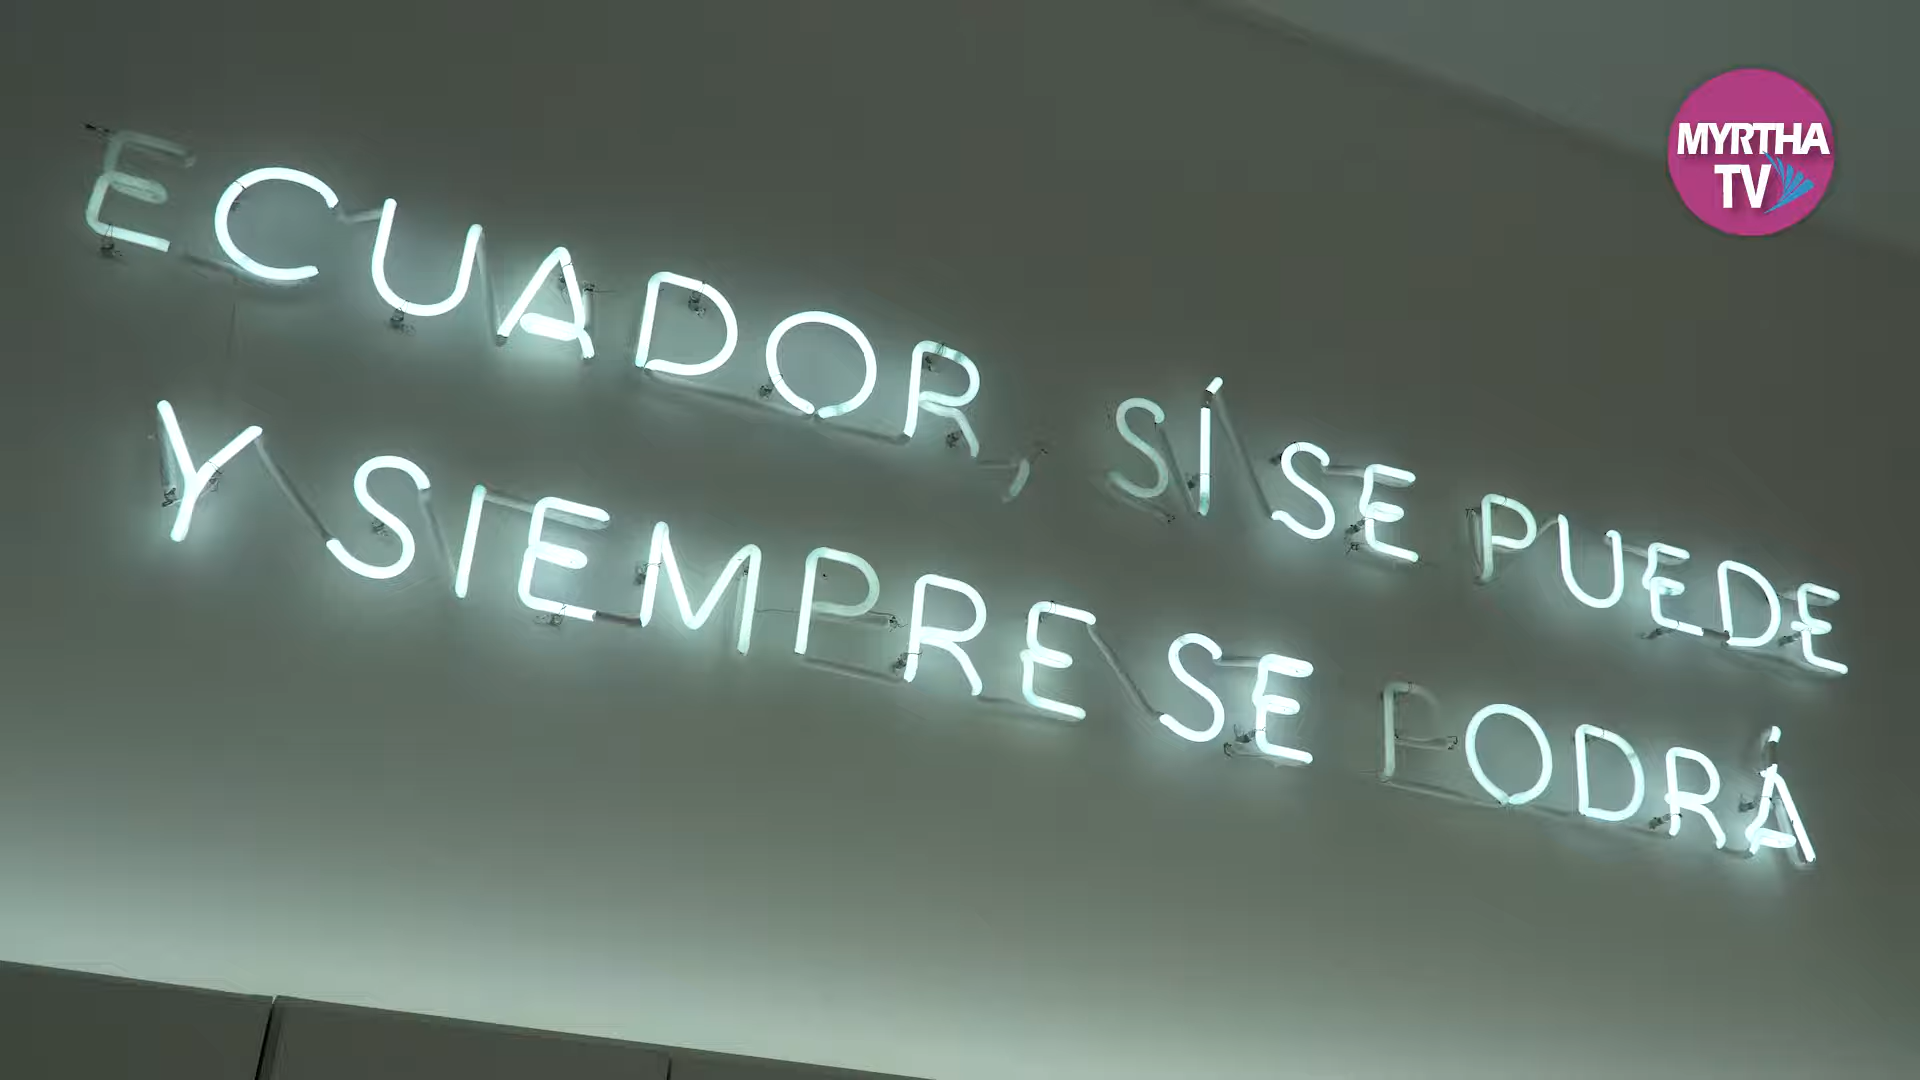 ECUADOR, SÍ SE PUEDE
Y SIEMPRE SE PODRÁ
MYRTHA
TV